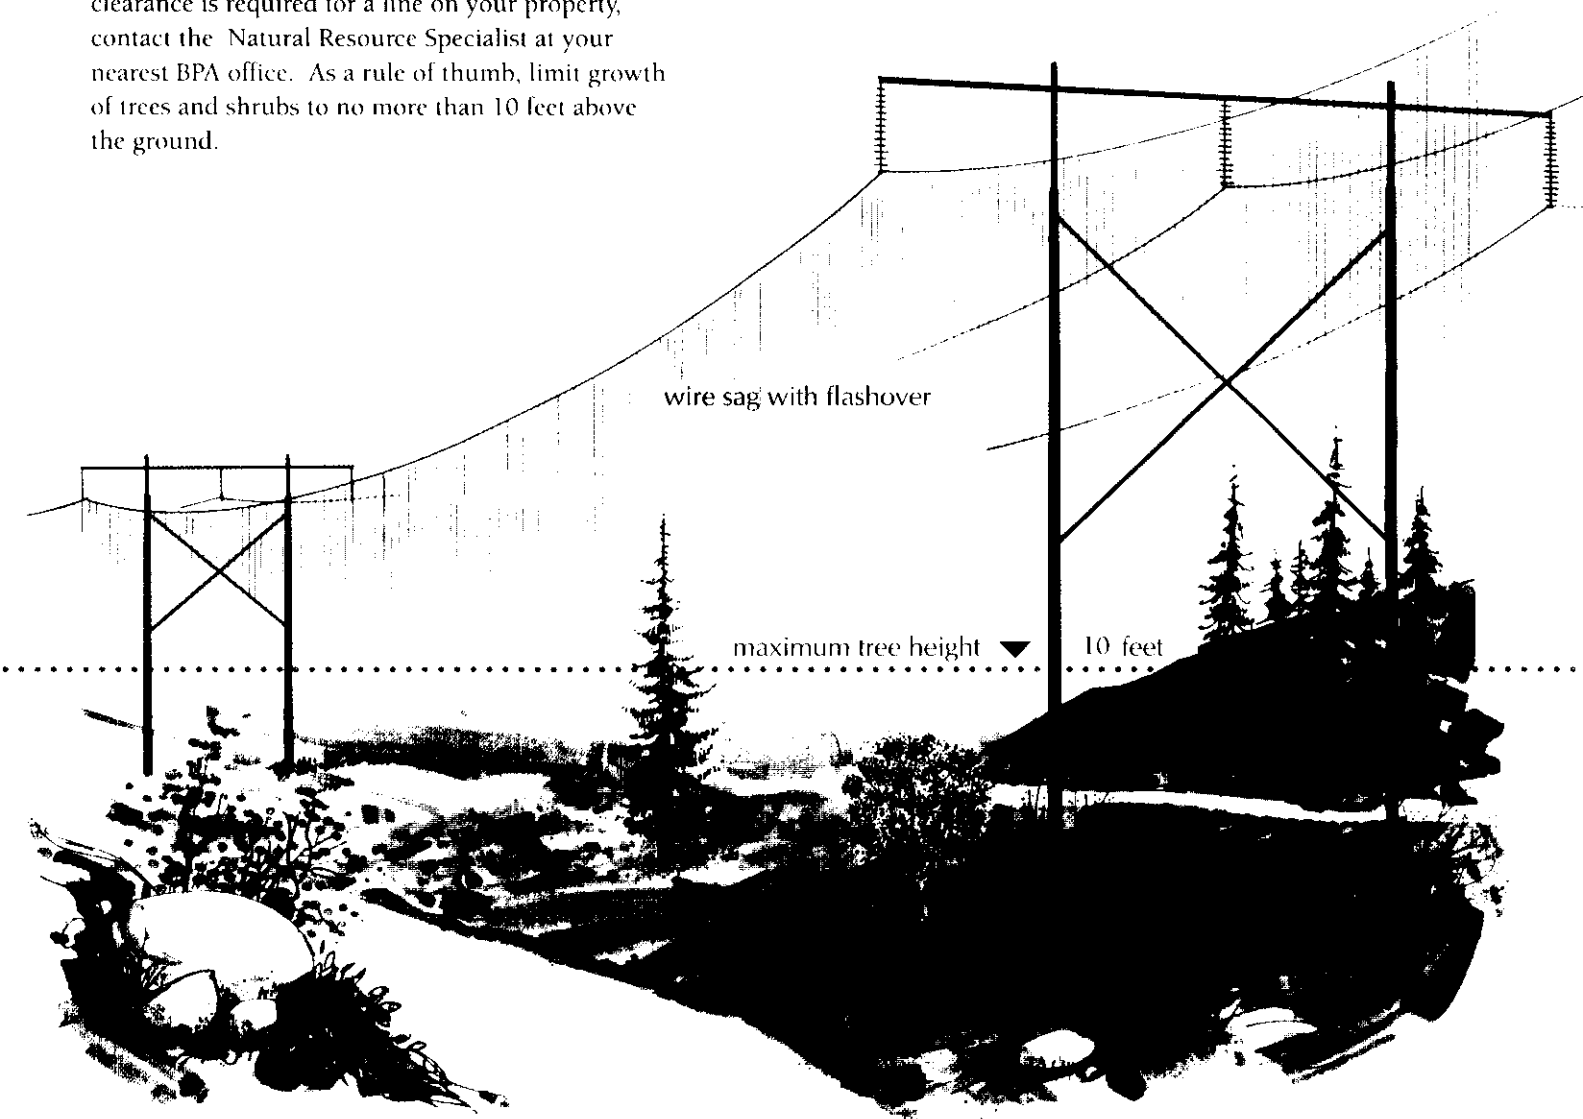 clearance is required for a line on your property,
contact the Natural Resource Specialist at your
nearest BPA office. As a rule of thumb, limit growth
of trees and shrubs to no more than 10 feet above
the ground.
wire sag with flashover
maximum tree height ▼ 10 feet